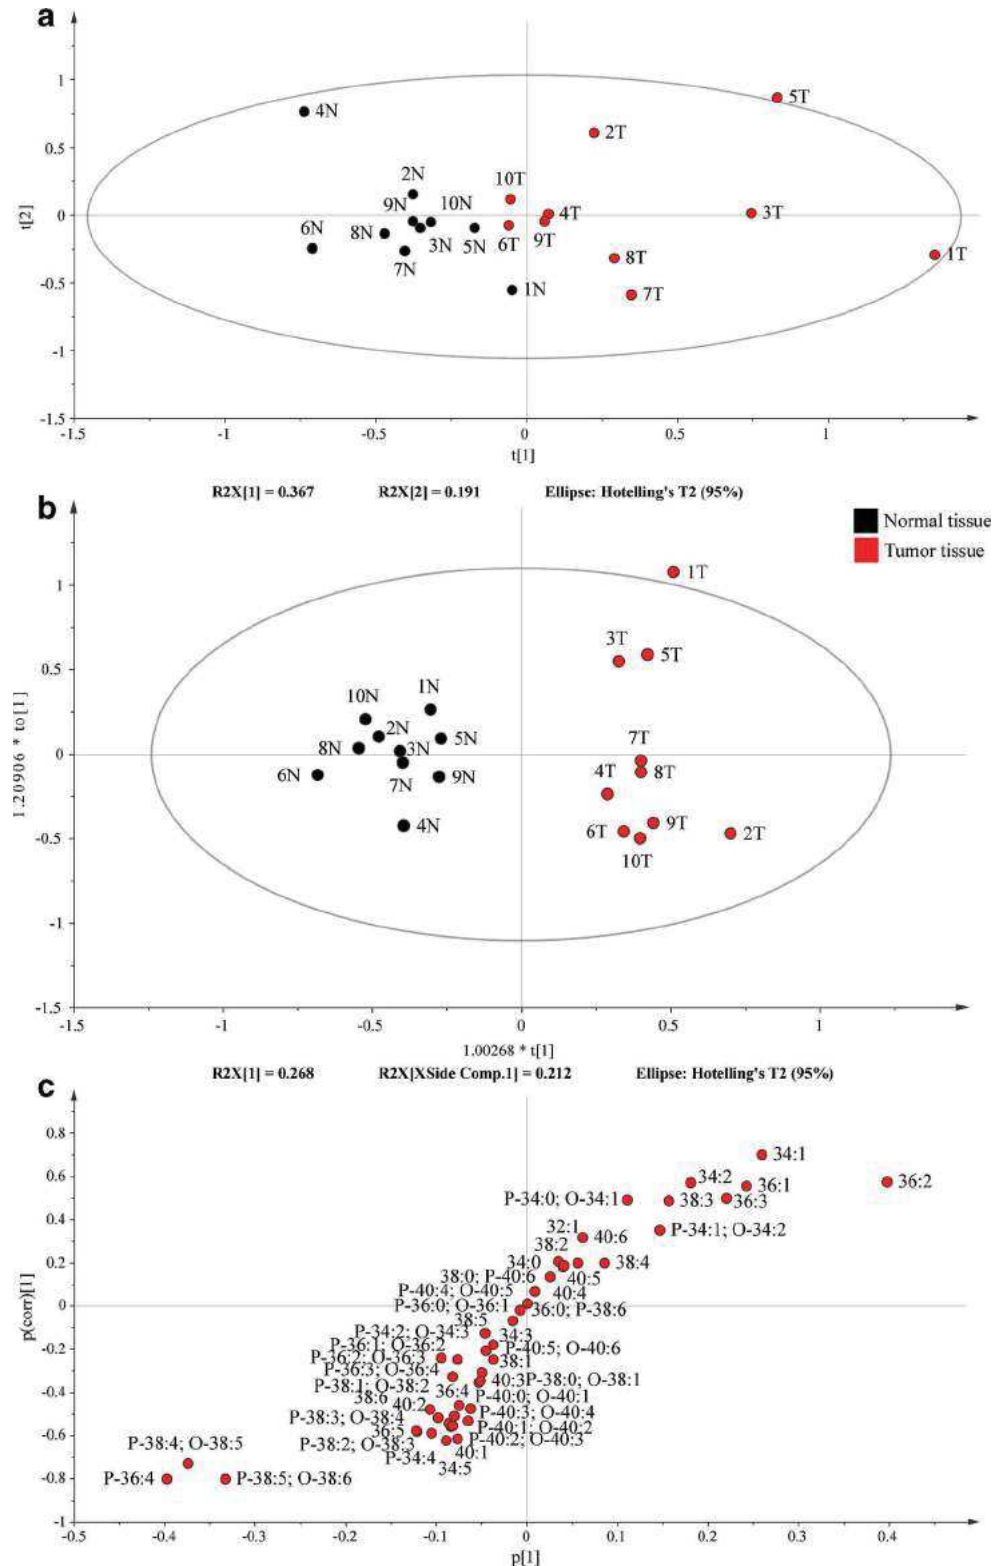 a
1
5T
4N
2T
0.5
2N
10T
9N
10N
4T
3T
t[2]
0
6N
8N
3N
5N
6T
9T
7N
8T
1T
-0.5
1N
7T
-1
-1.5
-1.5
-1
-0.5
0
0.5
1
t[1]
R2X[1] = 0.367
R2X[2] = 0.191
Ellipse: Hotelling's T2 (95%)
b
Normal tissue
Tumor tissue
1
1T
3T
5T
0.5
1N
10N
2N
5N
7T
1.20906 * to[1]
0
8N
3N
6N
7N
9N
4T
8T
4N
9T
-0.5
6T
2T
10T
-1
-1.5
-1.5
-1
-0.5
0
0.5
1
1.00268 * t[1]
R2X[1] = 0.268
R2X[XSide Comp.1] = 0.212
Ellipse: Hotelling's T2 (95%)
c
0.8
34:1
0.6
34:2
36:1
36:2
P-34:0; O-34:1
38:3
36:3
0.4
32:1
40:6
P-34:1; O-34:2
38:2
0.2
34:0
38:4
38:0; P-40:6
40:5
P-40:4; O-40:5
40:4
p(corr)[1]
0
P-36:0; O-36:1
36:0; P-38:6
38:5
P-34:2; O-34:3
34:3
P-36:1; O-36:2
P-40:5; O-40:6
-0.2
P-36:2; O-36:3
38:1
P-36:3; O-36:4
40:3
P-38:0; O-38:1
P-38:1; O-38:2
36:4
P-40:0; O-40:1
-0.4
38:6
40:2
P-40:3; O-40:4
P-38:3; O-38:4
36:5
P-40:1; O-40:2
-0.6
P-38:4; O-38:5
P-38:2; O-38:3
P-40:2; O-40:3
P-34:4
40:1
34:5
-0.8
P-36:4
P-38:5; O-38:6
-1
-0.5
-0.4
-0.3
-0.2
-0.1
0
0.1
0.2
0.3
0.4
p[1]